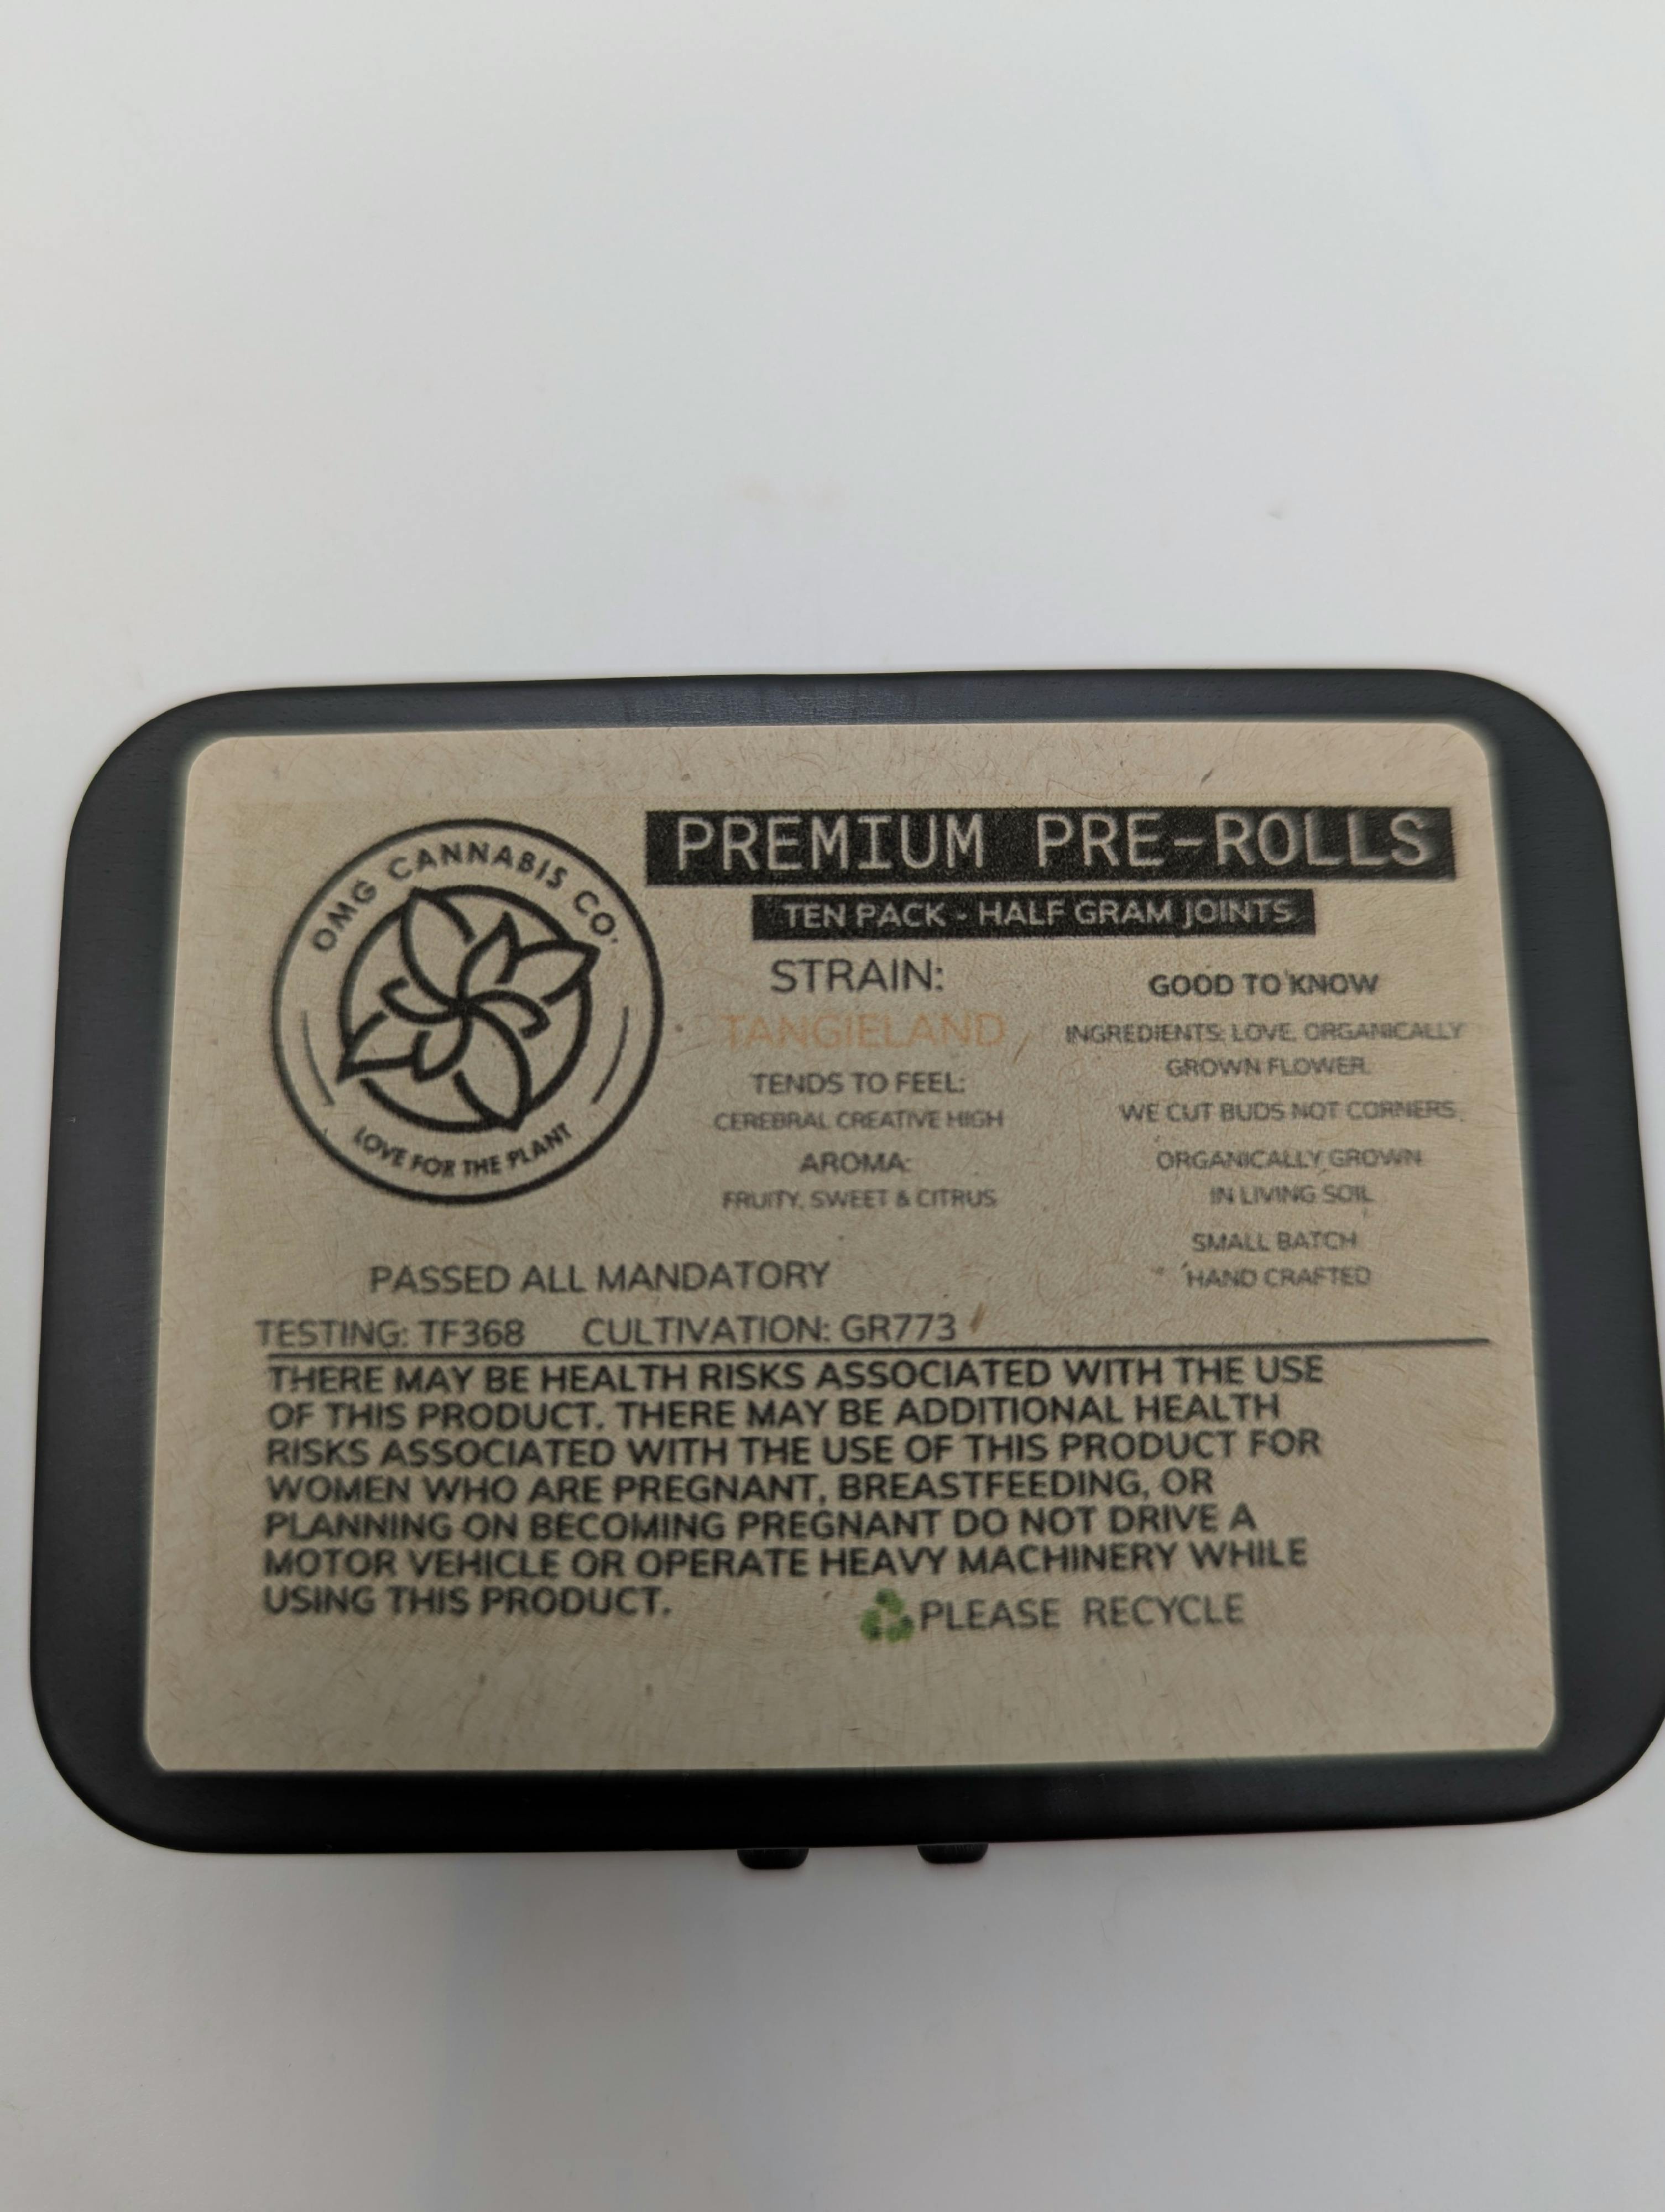 OMG CANNABIS CO.
LOVE FOR THE PLANT
PREMIUM PRE-ROLLS
TEN PACK - HALF GRAM JOINTS
STRAIN:
TANGIELAND
TENDS TO FEEL:
CEREBRAL CREATIVE HIGH
AROMA:
FRUITY, SWEET & CITRUS
GOOD TO KNOW
INGREDIENTS: LOVE, ORGANICALLY
GROWN FLOWER.
WE CUT BUDS NOT CORNERS.
ORGANICALLY GROWN
IN LIVING SOIL
SMALL BATCH
HAND CRAFTED
PASSED ALL MANDATORY
TESTING: TF368 CULTIVATION: GR773
THERE MAY BE HEALTH RISKS ASSOCIATED WITH THE USE
OF THIS PRODUCT. THERE MAY BE ADDITIONAL HEALTH
RISKS ASSOCIATED WITH THE USE OF THIS PRODUCT FOR
WOMEN WHO ARE PREGNANT, BREASTFEEDING, OR
PLANNING ON BECOMING PREGNANT DO NOT DRIVE A
MOTOR VEHICLE OR OPERATE HEAVY MACHINERY WHILE
USING THIS PRODUCT.
PLEASE RECYCLE